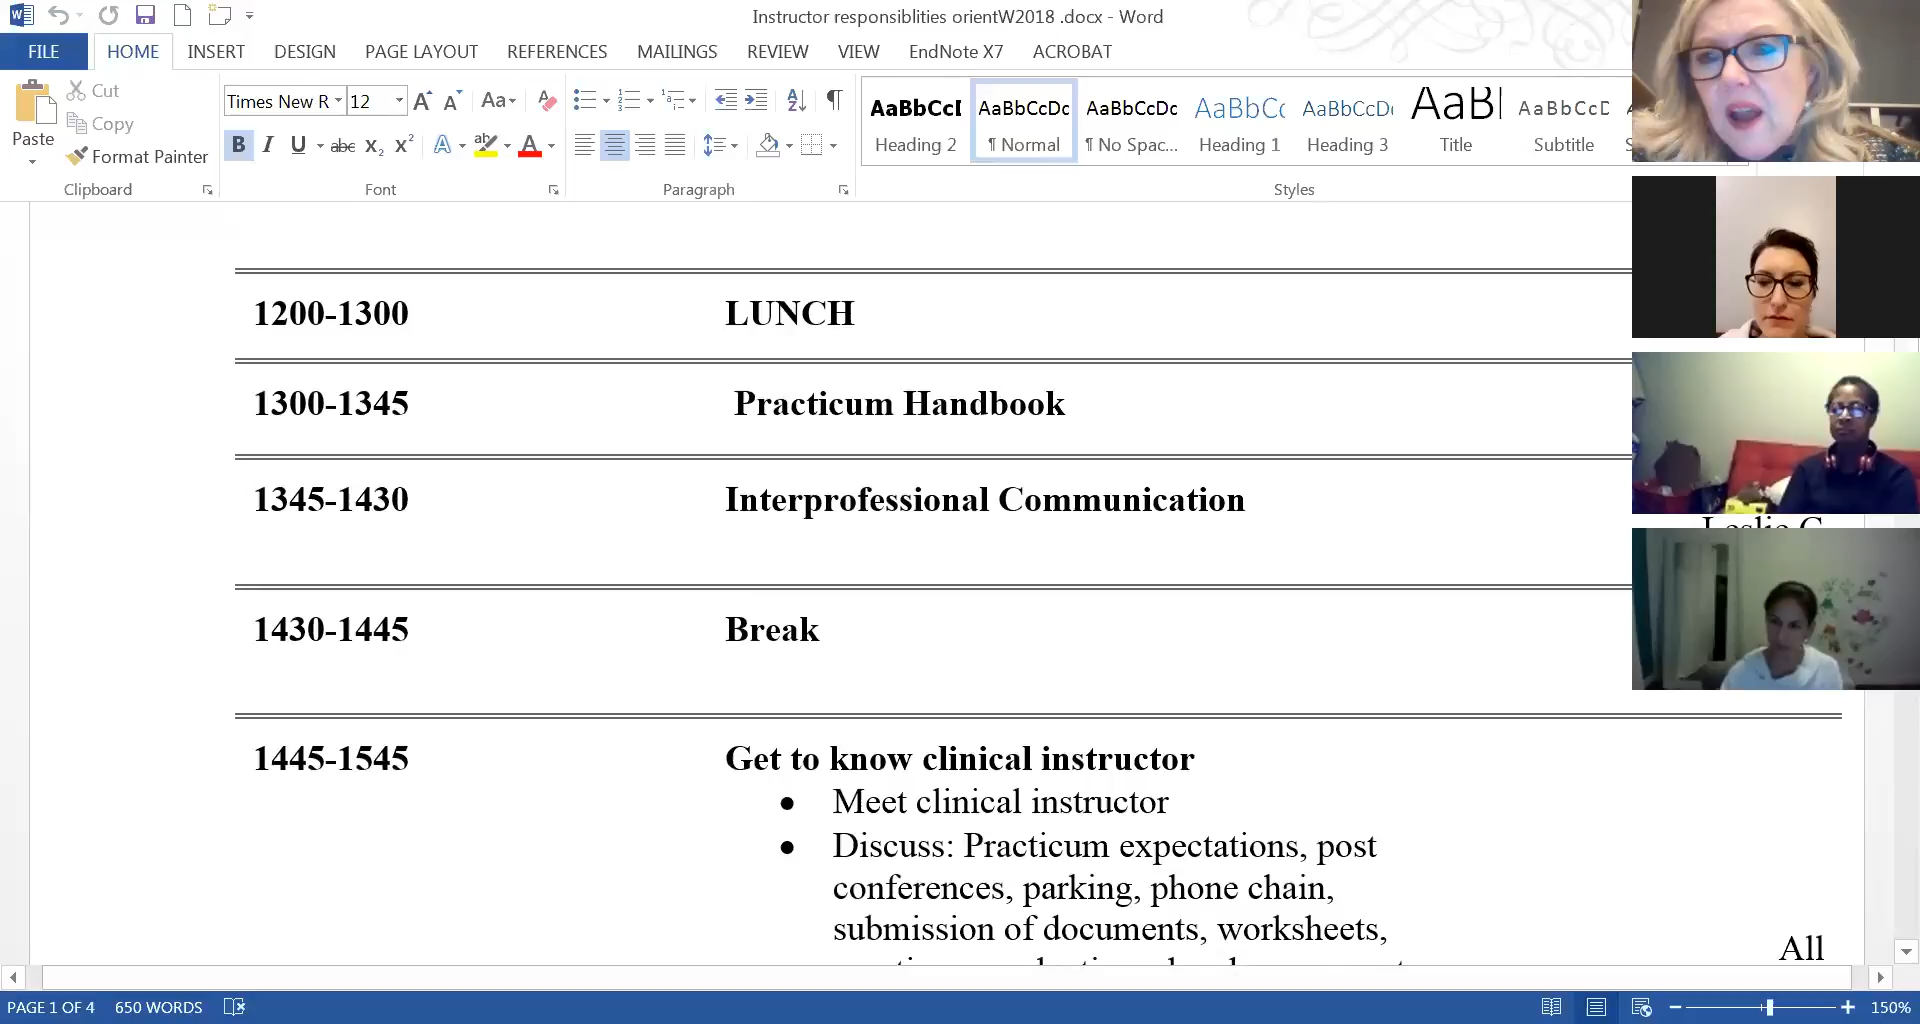 Instructor responsiblities orientW2018 .docx - Word
FILE
HOME
INSERT
DESIGN
PAGE LAYOUT
REFERENCES
MAILINGS
REVIEW
VIEW
EndNote X7
ACROBAT
Paste
Cut
Copy
Format Painter
Clipboard
Times New R
12
Font
Paragraph
AaBbCcI
Heading 2
AaBbCcDc
¶ Normal
AaBbCcDc
¶ No Spac...
AaBbCc
Heading 1
AaBbCcDc
Heading 3
AaB
Title
AaBbCcD
Subtitle
Styles
1200-1300 LUNCH
1300-1345 Practicum Handbook
1345-1430 Interprofessional Communication
Leslie C
1430-1445 Break
1445-1545 Get to know clinical instructor
• Meet clinical instructor
• Discuss: Practicum expectations, post
conferences, parking, phone chain,
submission of documents, worksheets,
All
PAGE 1 OF 4 650 WORDS
150%